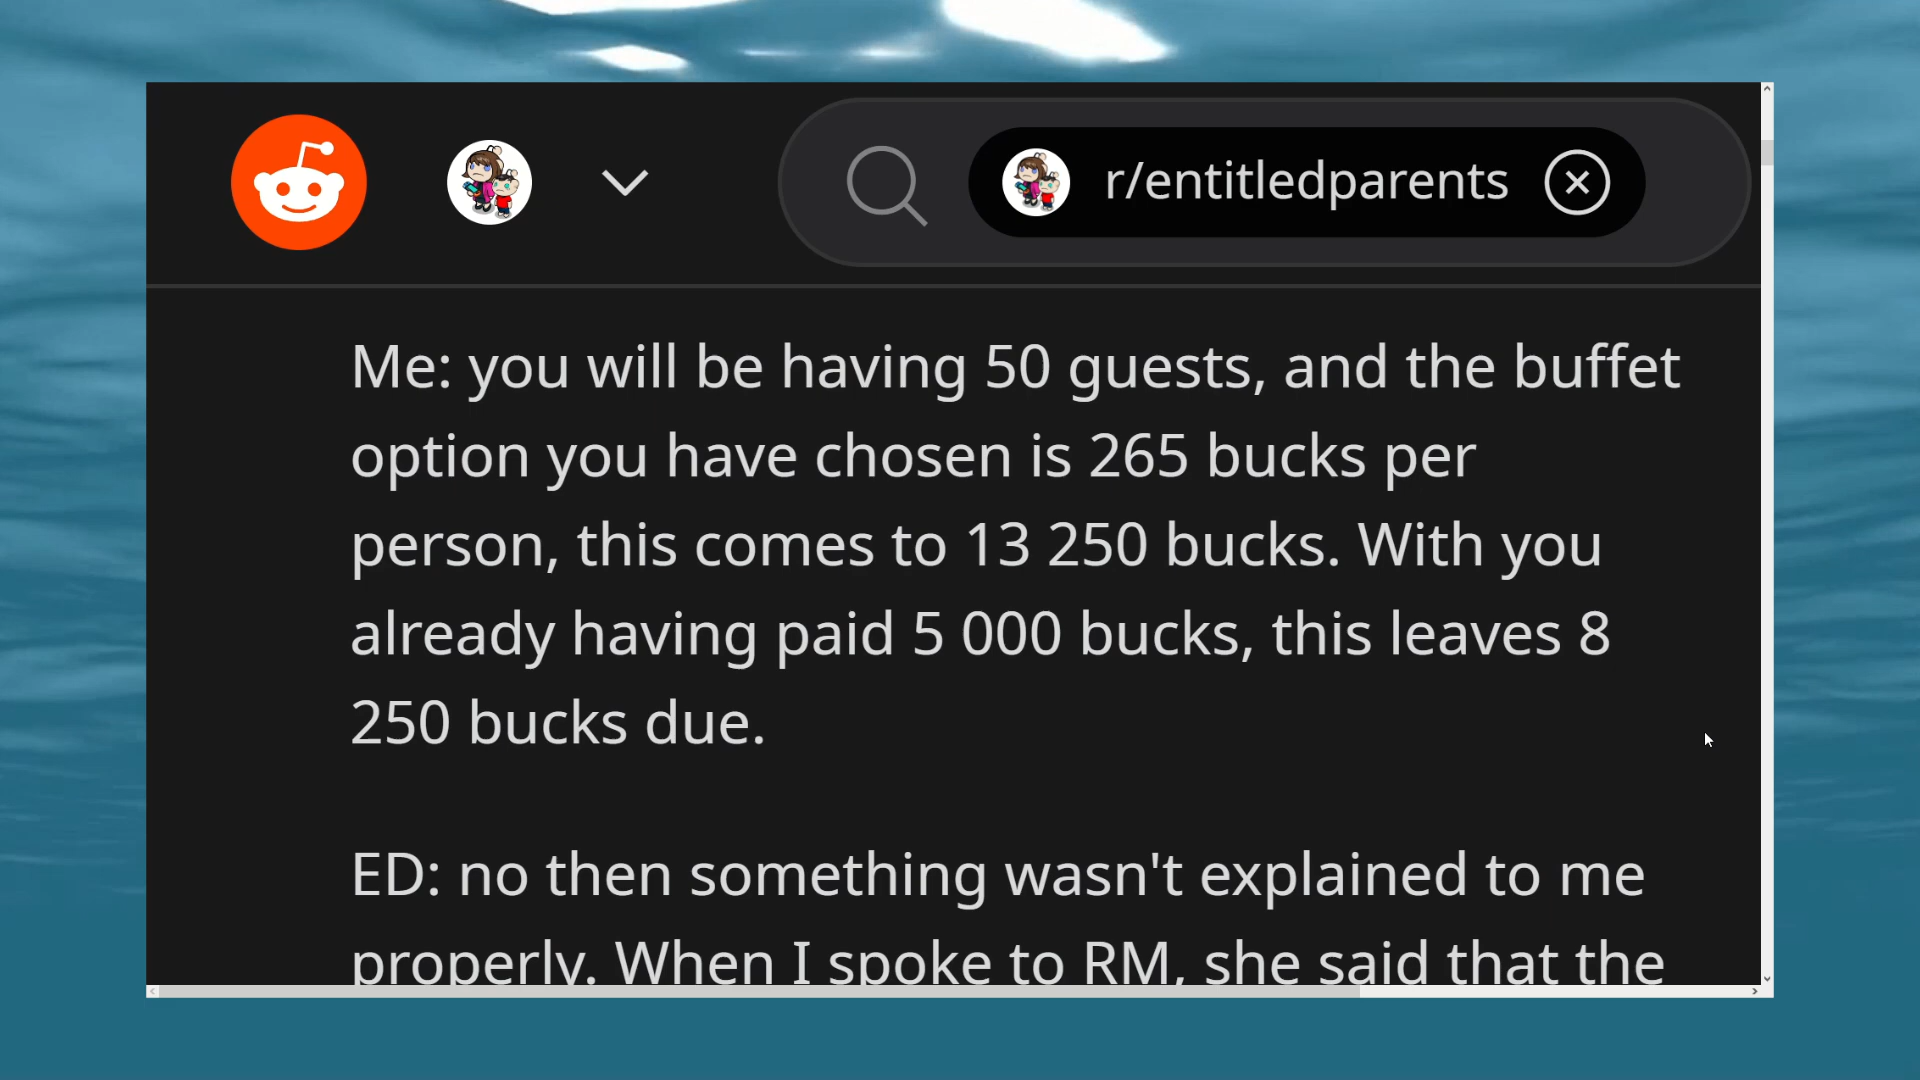 r/entitledparents
Me: you will be having 50 guests, and the buffet
option you have chosen is 265 bucks per
person, this comes to 13 250 bucks. With you
already having paid 5 000 bucks, this leaves 8
250 bucks due.
ED: no then something wasn't explained to me
properly. When I spoke to RM, she said that the